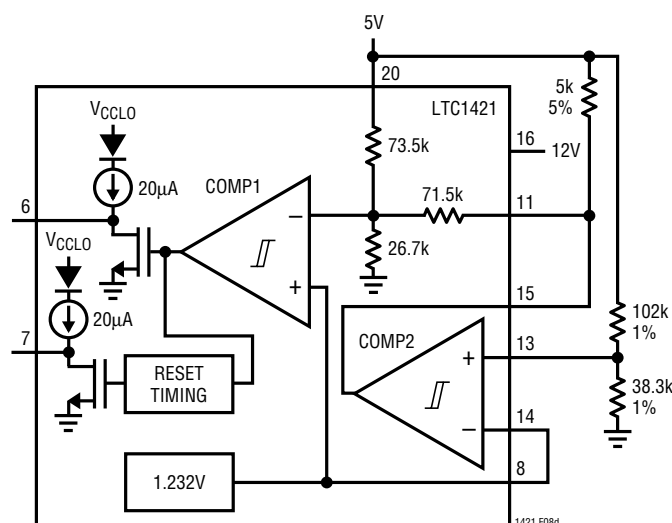 5V
20
LTC1421
5k
5%
V_CCLO
73.5k
16
12V
20µA
COMP1
71.5k
11
6
−
V_CCLO
26.7k
+
15
20µA
102k
1%
7
COMP2
13
+
RESET
TIMING
38.3k
1%
14
−
8
1.232V
1421 F08d